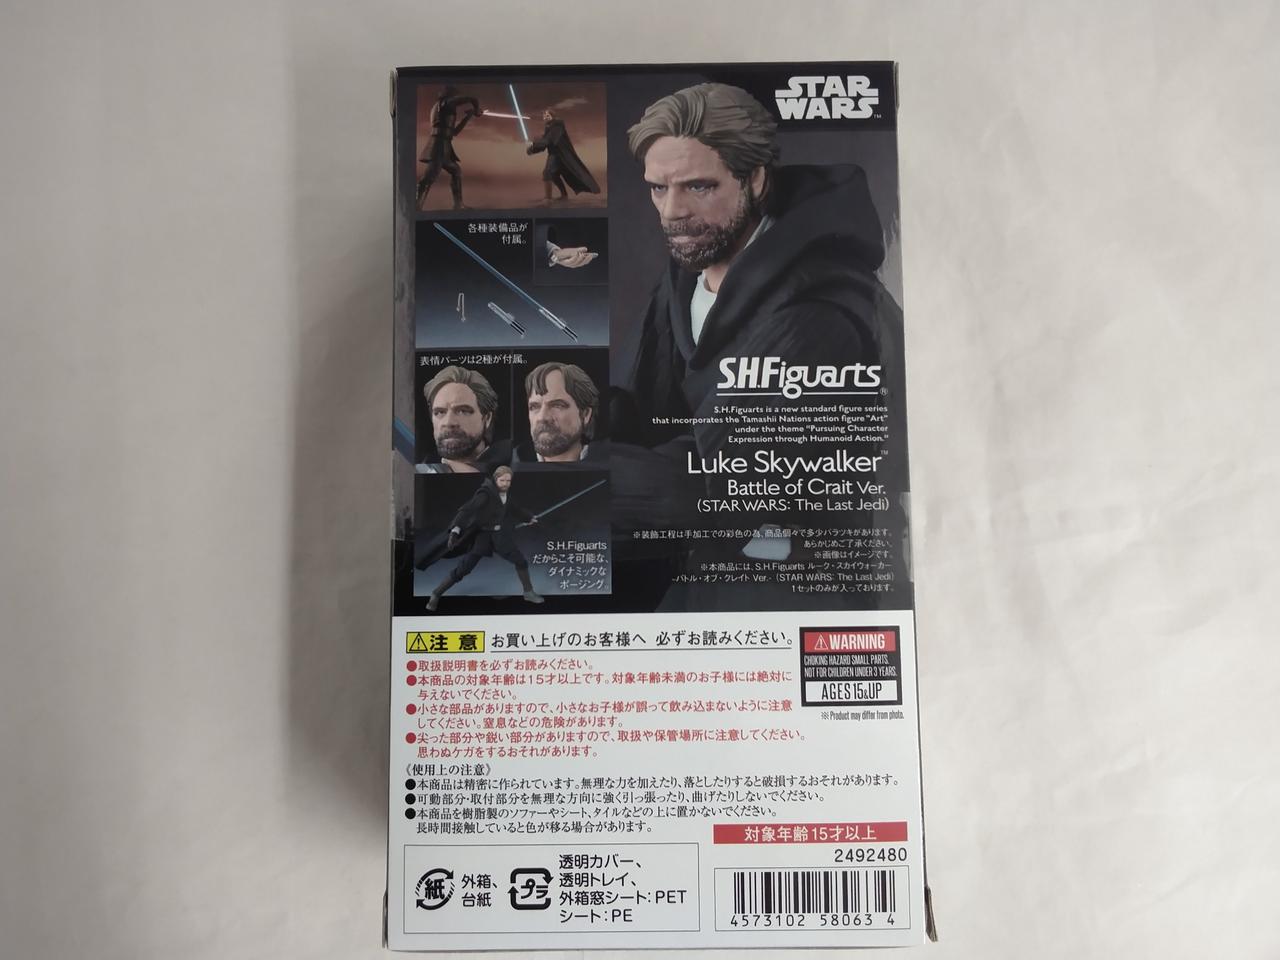 STAR
WARS™
各種装備品が
付属。
表情パーツは2種が付属。
S.H.Figuarts
だからこそ可能な、
ダイナミックな
ポージング。
S.H.Figuarts®
S.H.Figuarts is a new standard figure series
that incorporates the Tamashii Nations action figure "Art"
under the theme "Pursuing Character
Expression through Humanoid Action."
Luke Skywalker™
Battle of Crait Ver.
(STAR WARS: The Last Jedi)
※装飾工程は手加工での彩色の為、商品個々で多少バラツキがあります。
あらかじめご了承ください。
※画像はイメージです。
※本商品には、S.H.Figuarts ルーク・スカイウォーカー
-バトル・オブ・クレイト Ver.- (STAR WARS: The Last Jedi)
1セットのみが入っております。
注意 お買い上げのお客様へ 必ずお読みください。
●取扱説明書を必ずお読みください。
●本商品の対象年齢は15才以上です。対象年齢未満のお子様には絶対に
与えないでください。
●小さな部品がありますので、小さなお子様が誤って飲み込まないように注意
してください。窒息などの危険があります。
●尖った部分や鋭い部分がありますので、取扱や保管場所に注意してください。
思わぬケガをするおそれがあります。
WARNING
CHOKING HAZARD SMALL PARTS.
NOT FOR CHILDREN UNDER 3 YEARS.
AGES 15&UP
※ Product may differ from photo.
《使用上の注意》
●本商品は精密に作られています。無理な力を加えたり、落としたりすると破損するおそれがあります。
●可動部分・取付部分を無理な方向に強く引っ張ったり、曲げたりしないでください。
●本商品を樹脂製のソファーやシート、タイルなどの上に置かないでください。
長時間接触していると色が移る場合があります。
対象年齢15才以上
2492480
紙 外箱、
台紙
プラ 透明カバー、
透明トレイ、
外箱窓シート:PET
シート:PE
4573102 58063 4